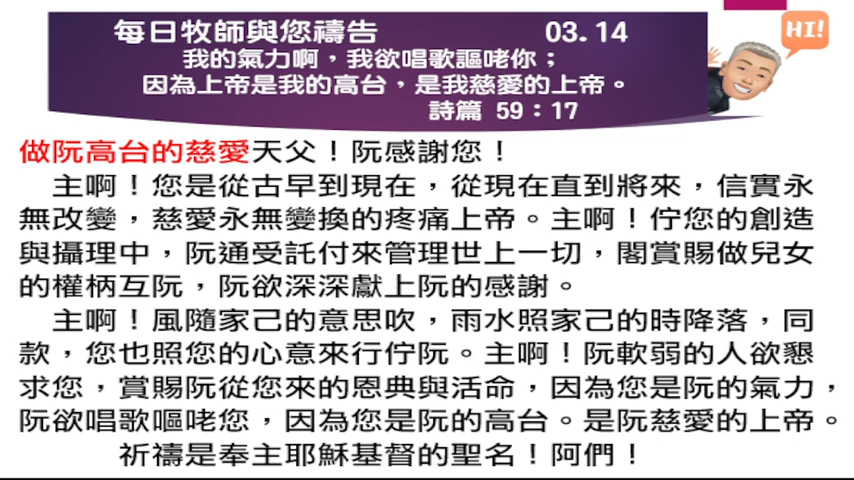 每日牧師與您禱告 03.14
HI!
我的氣力啊，我欲唱歌謳咾你；
因為上帝是我的高台，是我慈愛的上帝。
詩篇 59：17
做阮高台的慈愛天父！阮感謝您！
主啊！您是從古早到現在，從現在直到將來，信實永
無改變，慈愛永無變換的疼痛上帝。主啊！佇您的創造
與攝理中，阮通受託付來管理世上一切，閣賞賜做兒女
的權柄互阮，阮欲深深獻上阮的感謝。
主啊！風隨家己的意思吹，雨水照家己的時降落，同
款，您也照您的心意來行佇阮。主啊！阮軟弱的人欲懇
求您，賞賜阮從您來的恩典與活命，因為您是阮的氣力，
阮欲唱歌嘔咾您，因為您是阮的高台。是阮慈愛的上帝。
祈禱是奉主耶穌基督的聖名！阿們！